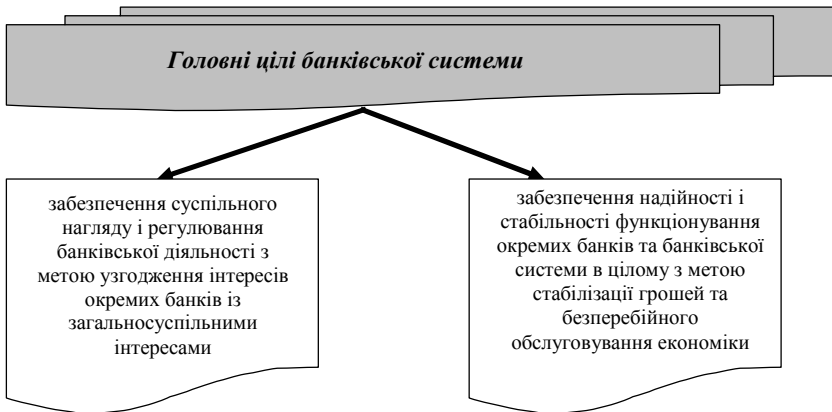 Головні цілі банківської системи
забезпечення суспільного
нагляду і регулювання
банківської діяльності з
метою узгодження інтересів
окремих банків із
загальносуспільними
інтересами
забезпечення надійності і
стабільності функціонування
окремих банків та банківської
системи в цілому з метою
стабілізації грошей та
безперебійного
обслуговування економіки